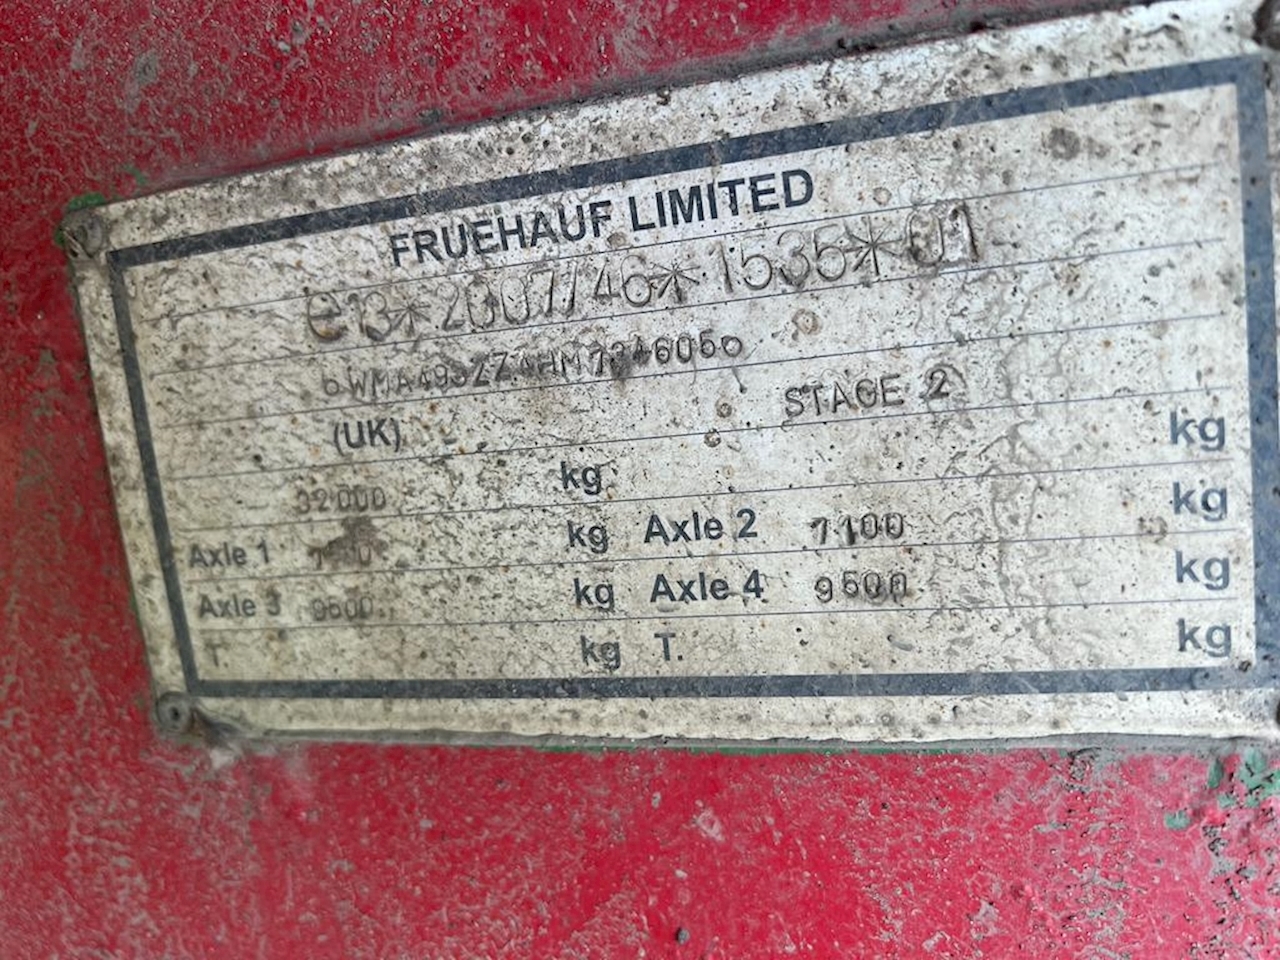 FRUEHAUF LIMITED
e13*2007/46*1535*01
(UK) STAGE 2
32000 kg kg
Axle 1 kg Axle 2 7100 kg
Axle 3 9500 kg Axle 4 9500 kg
T. kg T. kg